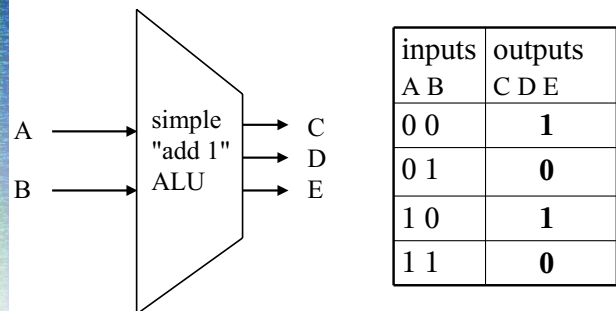 A
B
simple
"add 1"
ALU
C
D
E
inputs outputs
A B C D E
0 0 1
0 1 0
1 0 1
1 1 0